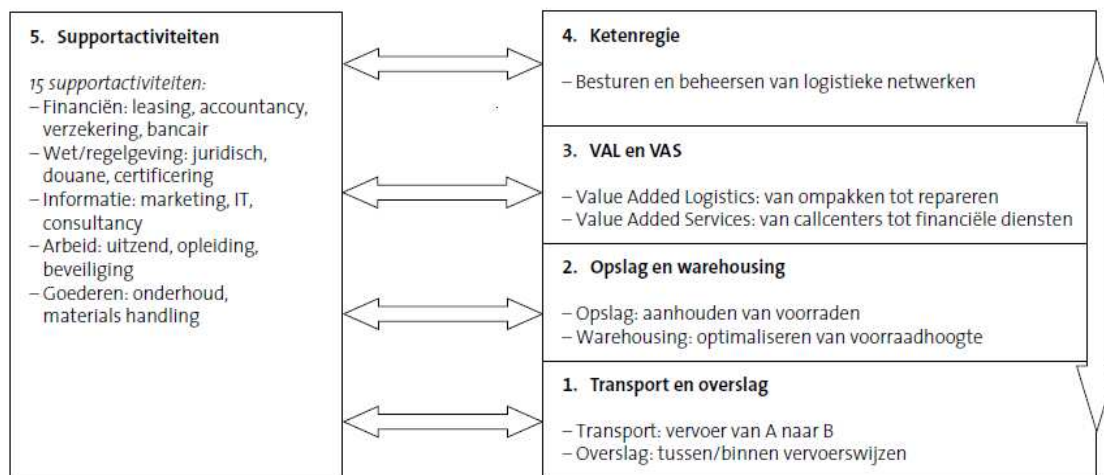 5. Supportactiviteiten
15 supportactiviteiten:
– Financiën: leasing, accountancy,
verzekering, bancair
– Wet/regelgeving: juridisch,
douane, certificering
– Informatie: marketing, IT,
consultancy
– Arbeid: uitzend, opleiding,
beveiliging
– Goederen: onderhoud,
materials handling
4. Ketenregie
– Besturen en beheersen van logistieke netwerken
3. VAL en VAS
– Value Added Logistics: van ompakken tot repareren
– Value Added Services: van callcenters tot financiële diensten
2. Opslag en warehousing
– Opslag: aanhouden van voorraden
– Warehousing: optimaliseren van voorraadhoogte
1. Transport en overslag
– Transport: vervoer van A naar B
– Overslag: tussen/binnen vervoerswijzen